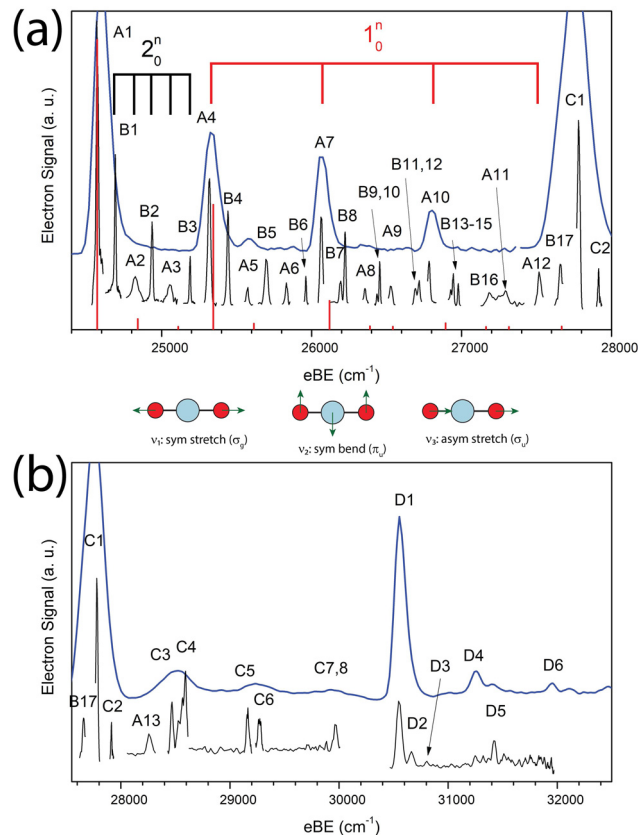 (a)
A1
2₀ⁿ
1₀ⁿ
B1
A4
C1
A7
B11,12
A11
B9,10
A10
B2
B4
B3
B5
B6
B8
A9
B13-15
A2
A3
A5
A6
B7
A8
B16
A12
B17
C2
Electron Signal (a. u.)
25000 26000 27000 28000
eBE (cm⁻¹)
ν₁: sym stretch (σg)
ν₂: sym bend (πu)
ν₃: asym stretch (σu)
(b)
D1
C1
C3
C4
C5
C7,8
D3
D4
D6
B17
C2
A13
C6
D2
D5
Electron Signal (a. u.)
28000 29000 30000 31000 32000
eBE (cm⁻¹)